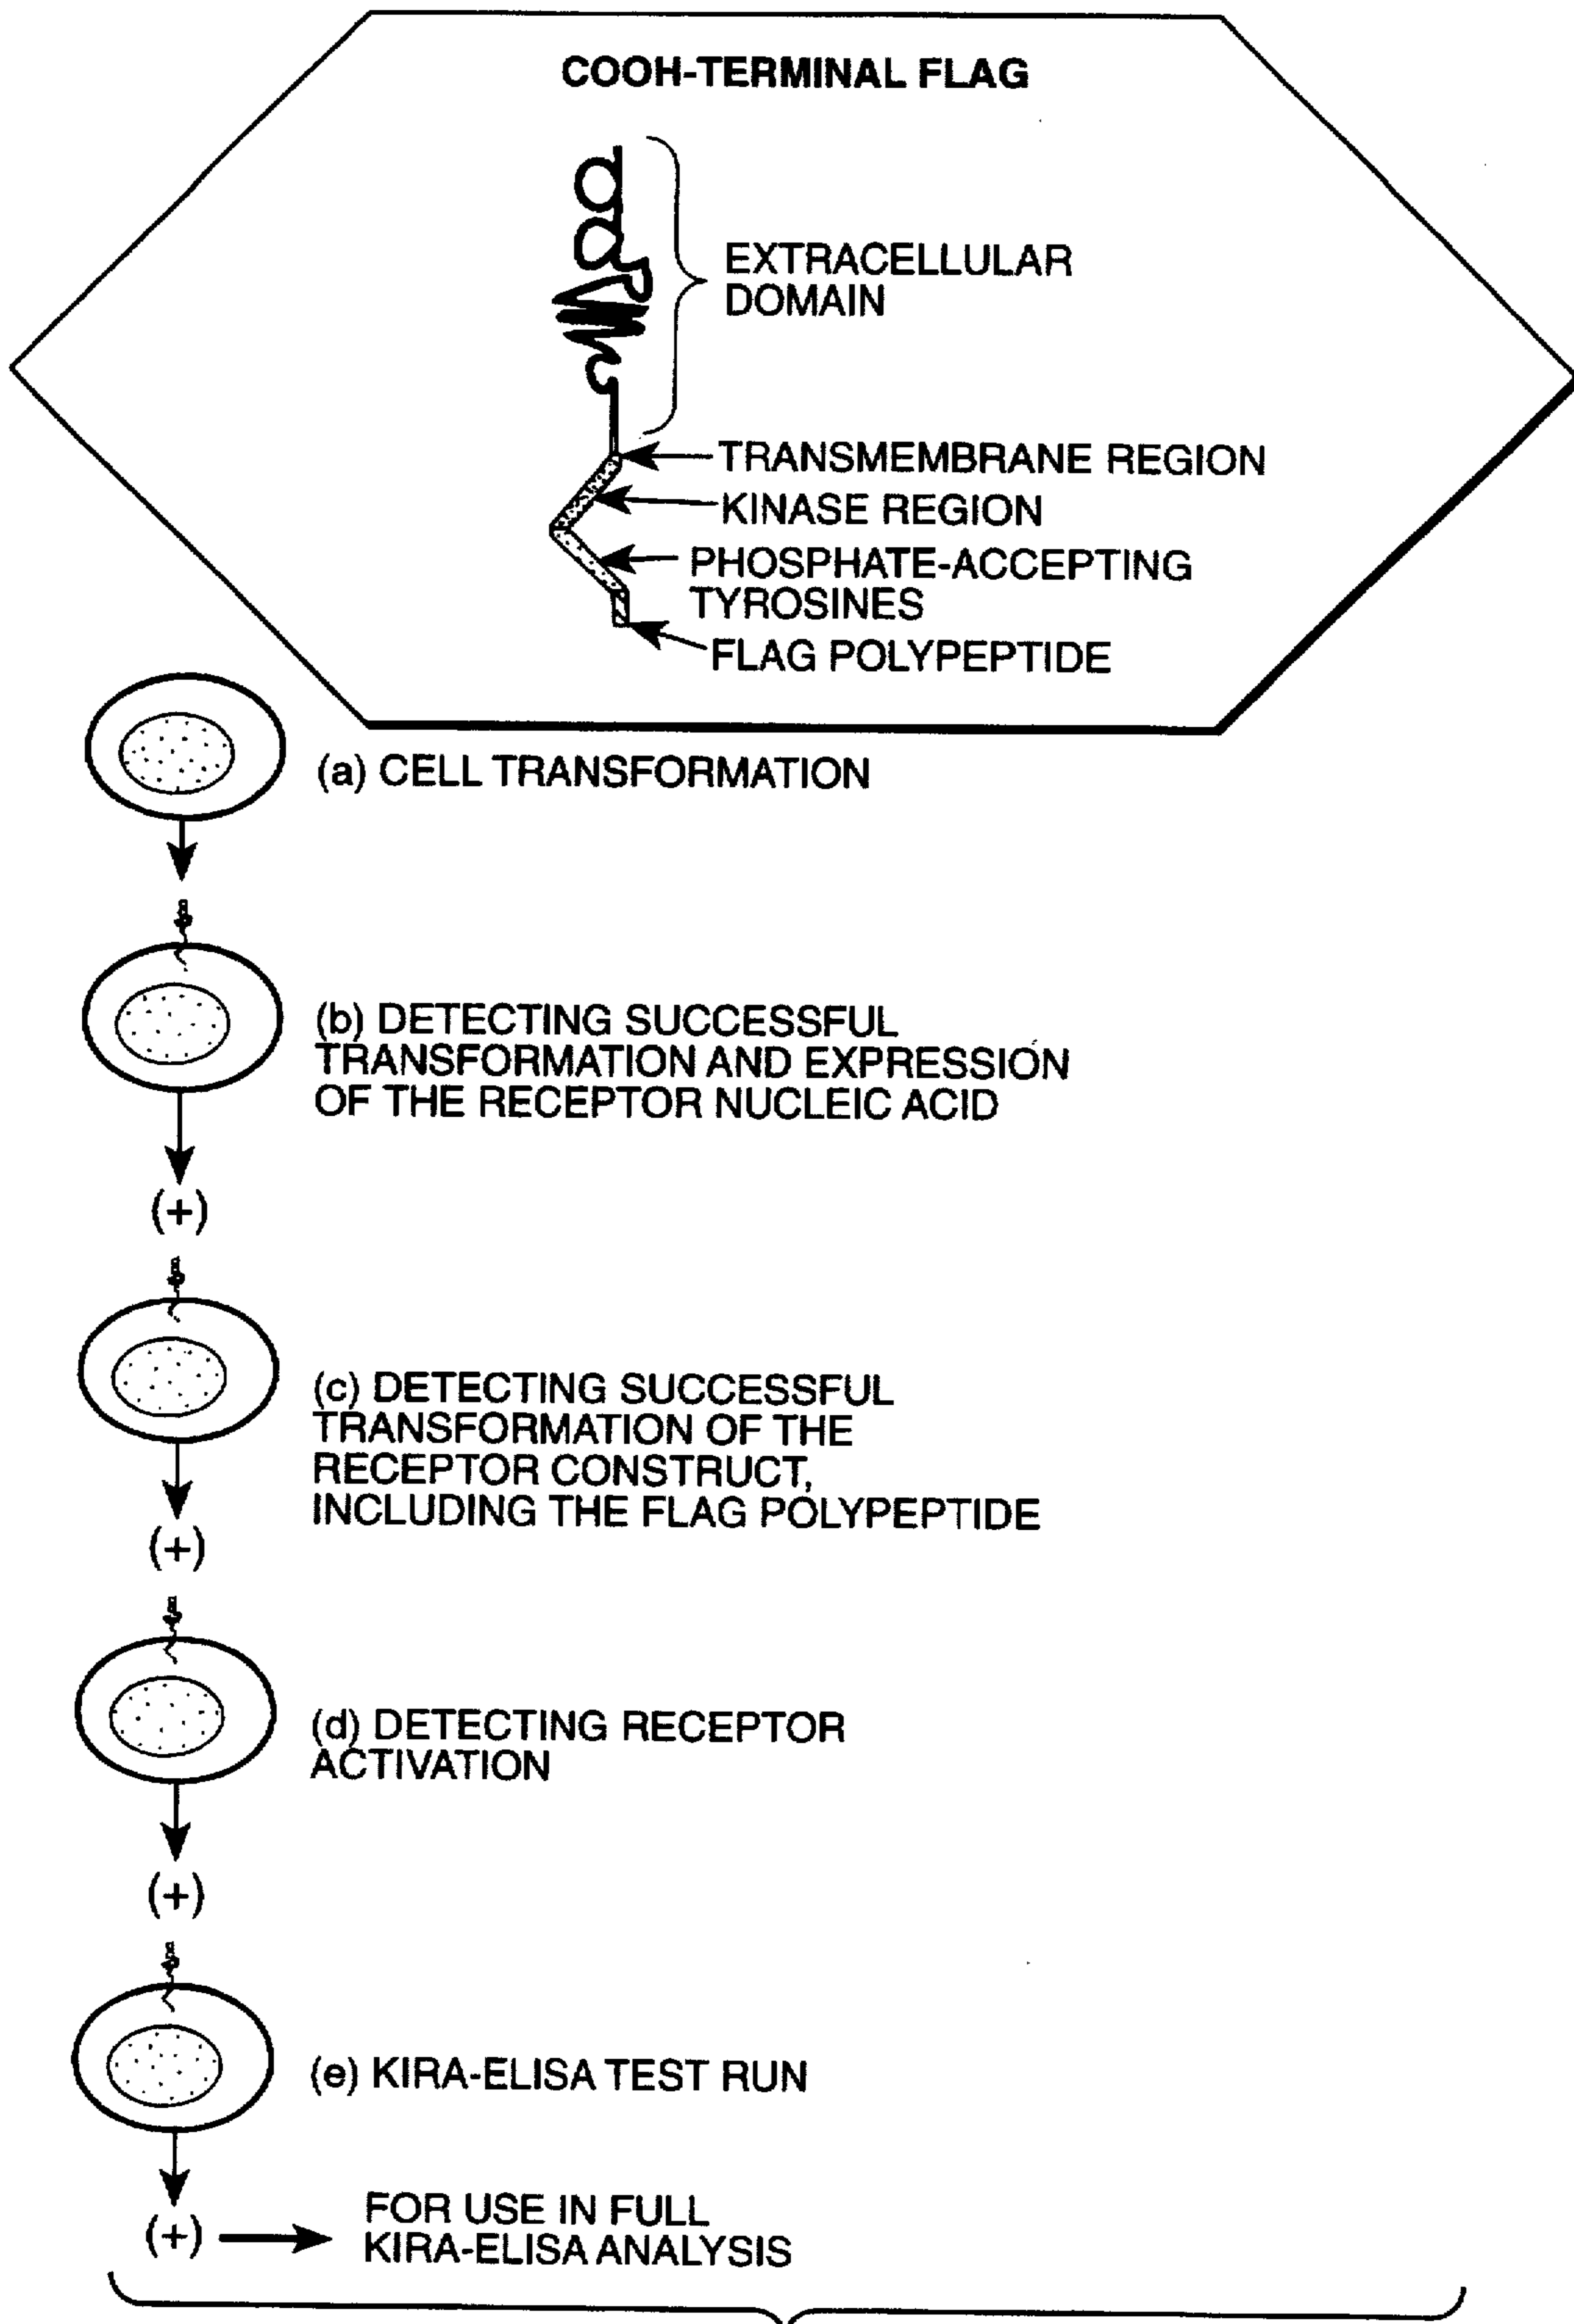 COOH-TERMINAL FLAG
EXTRACELLULAR
DOMAIN
TRANSMEMBRANE REGION
KINASE REGION
PHOSPHATE-ACCEPTING
TYROSINES
FLAG POLYPEPTIDE
(a) CELL TRANSFORMATION
(b) DETECTING SUCCESSFUL
TRANSFORMATION AND EXPRESSION
OF THE RECEPTOR NUCLEIC ACID
(+)
(c) DETECTING SUCCESSFUL
TRANSFORMATION OF THE
RECEPTOR CONSTRUCT,
INCLUDING THE FLAG POLYPEPTIDE
(+)
(d) DETECTING RECEPTOR
ACTIVATION
(+)
(e) KIRA-ELISA TEST RUN
(+)
FOR USE IN FULL
KIRA-ELISA ANALYSIS